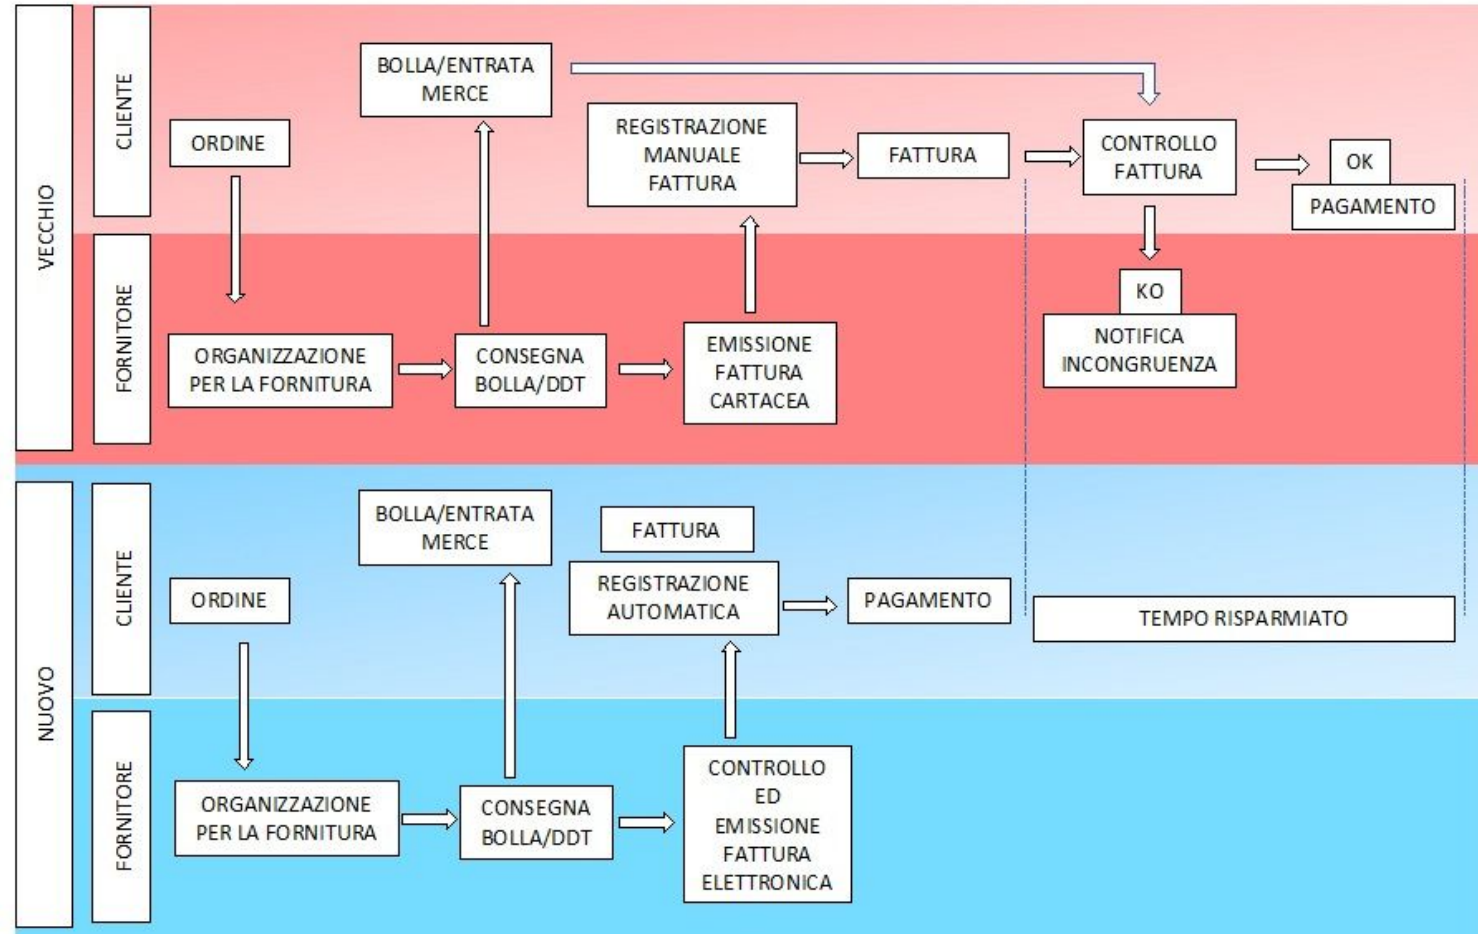 VECCHIO
CLIENTE
ORDINE
BOLLA/ENTRATA
MERCE
REGISTRAZIONE
MANUALE
FATTURA
FATTURA
CONTROLLO
FATTURA
OK
PAGAMENTO
FORNITORE
ORGANIZZAZIONE
PER LA FORNITURA
CONSEGNA
BOLLA/DDT
EMISSIONE
FATTURA
CARTACEA
KO
NOTIFICA
INCONGRUENZA
NUOVO
CLIENTE
ORDINE
BOLLA/ENTRATA
MERCE
FATTURA
REGISTRAZIONE
AUTOMATICA
PAGAMENTO
TEMPO RISPARMIATO
FORNITORE
ORGANIZZAZIONE
PER LA FORNITURA
CONSEGNA
BOLLA/DDT
CONTROLLO
ED
EMISSIONE
FATTURA
ELETTRONICA